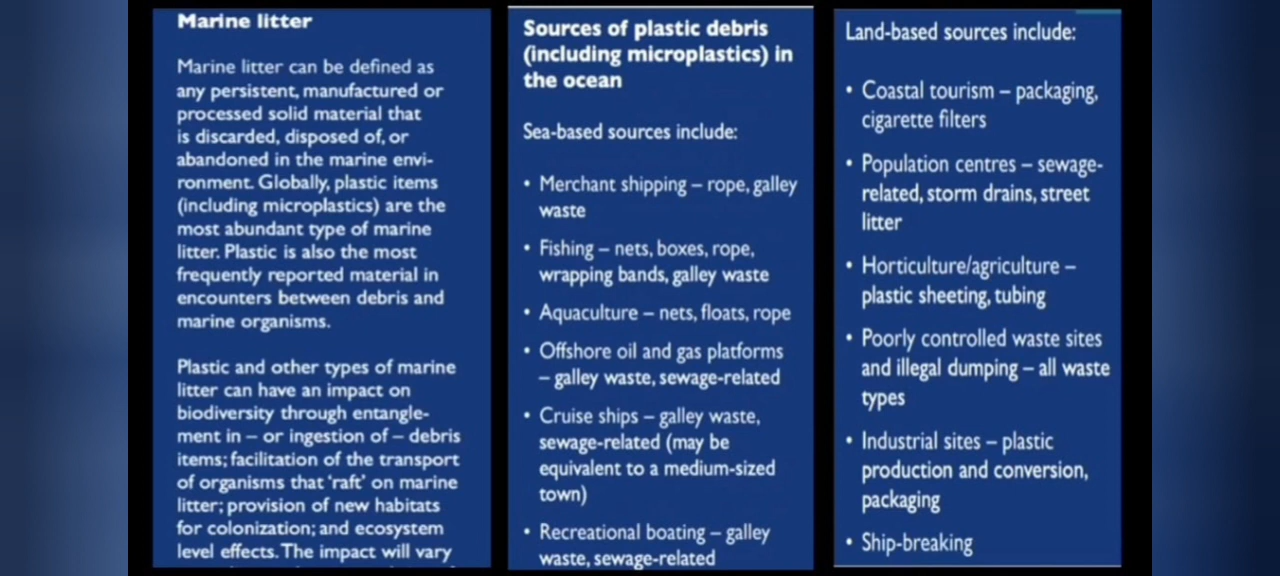 Marine litter
Marine litter can be defined as
any persistent, manufactured or
processed solid material that
is discarded, disposed of, or
abandoned in the marine envi-
ronment. Globally, plastic items
(including microplastics) are the
most abundant type of marine
litter. Plastic is also the most
frequently reported material in
encounters between debris and
marine organisms.
Plastic and other types of marine
litter can have an impact on
biodiversity through entangle-
ment in – or ingestion of – debris
items; facilitation of the transport
of organisms that 'raft' on marine
litter; provision of new habitats
for colonization; and ecosystem
level effects. The impact will vary
Sources of plastic debris
(including microplastics) in
the ocean
Sea-based sources include:
• Merchant shipping – rope, galley
waste
• Fishing – nets, boxes, rope,
wrapping bands, galley waste
• Aquaculture – nets, floats, rope
• Offshore oil and gas platforms
– galley waste, sewage-related
• Cruise ships – galley waste,
sewage-related (may be
equivalent to a medium-sized
town)
• Recreational boating – galley
waste, sewage-related
Land-based sources include:
• Coastal tourism – packaging,
cigarette filters
• Population centres – sewage-
related, storm drains, street
litter
• Horticulture/agriculture –
plastic sheeting, tubing
• Poorly controlled waste sites
and illegal dumping – all waste
types
• Industrial sites – plastic
production and conversion,
packaging
• Ship-breaking